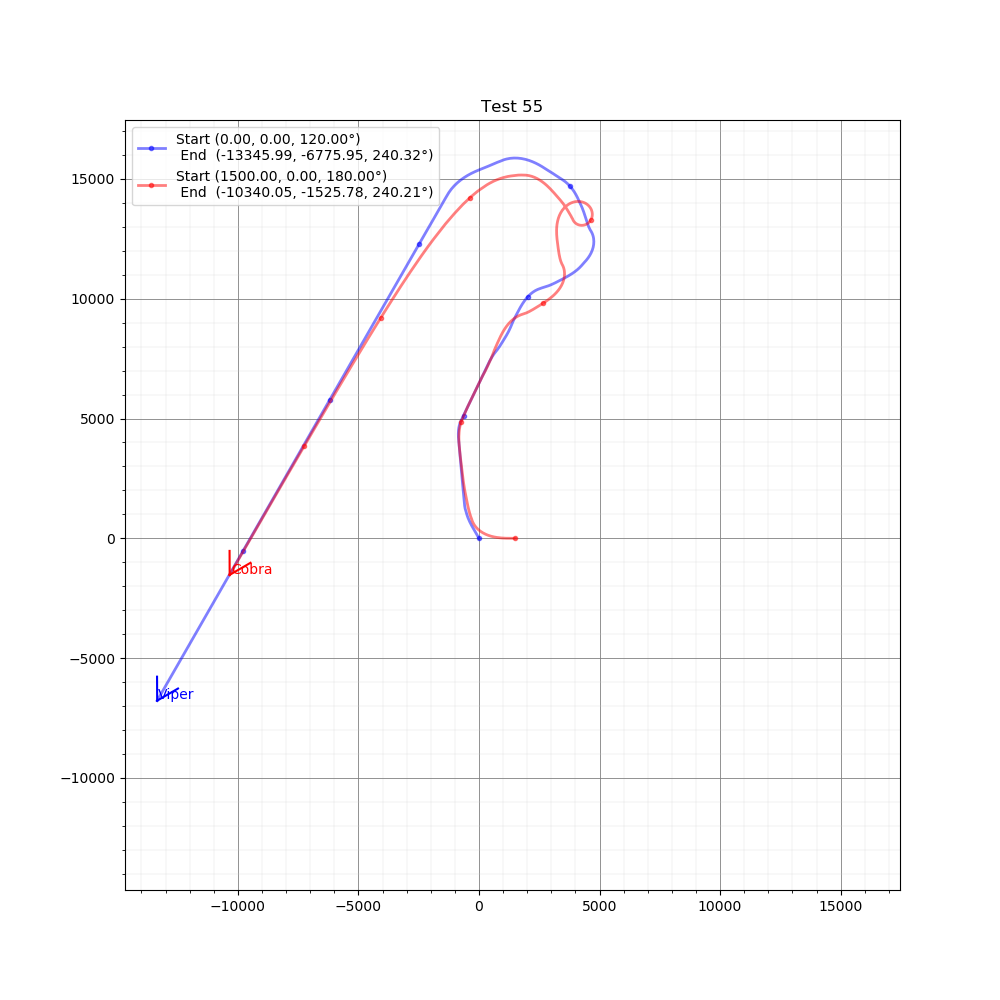 Test 55
Start (0.00, 0.00, 120.00°)
End  (-13345.99, -6775.95, 240.32°)
Start (1500.00, 0.00, 180.00°)
End  (-10340.05, -1525.78, 240.21°)
15000
10000
5000
0
−5000
−10000
Cobra
Viper
−10000 −5000 0 5000 10000 15000